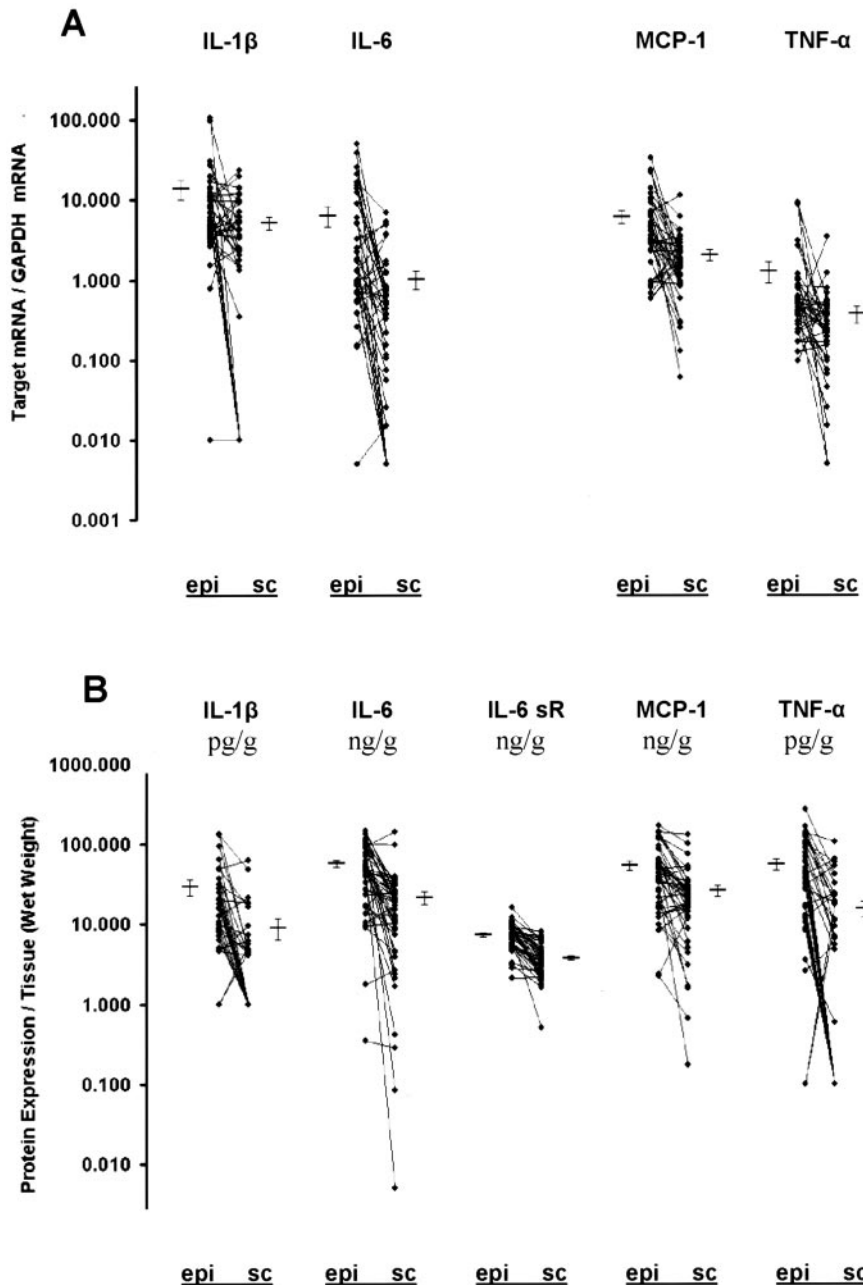 A
IL-1β IL-6 MCP-1 TNF-α
Target mRNA / GAPDH mRNA
100.000
10.000
1.000
0.100
0.010
0.001
epi sc epi sc epi sc epi sc
B
IL-1β IL-6 IL-6 sR MCP-1 TNF-α
pg/g ng/g ng/g ng/g pg/g
Protein Expression / Tissue (Wet Weight)
1000.000
100.000
10.000
1.000
0.100
0.010
epi sc epi sc epi sc epi sc epi sc